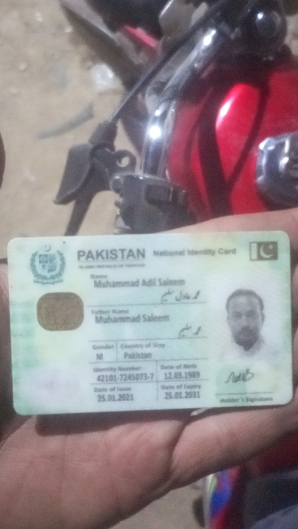 PAKISTAN National Identity Card
ISLAMIC REPUBLIC OF PAKISTAN
Name
Muhammad Adil Saleem
محمد عادل سلیم
Father Name
Muhammad Saleem
محمد سلیم
Gender Country of Stay
M Pakistan
Identity Number Date of Birth
42101-7245073-7 12.03.1989
Date of Issue Date of Expiry
25.01.2021 25.01.2031
Holder's Signature